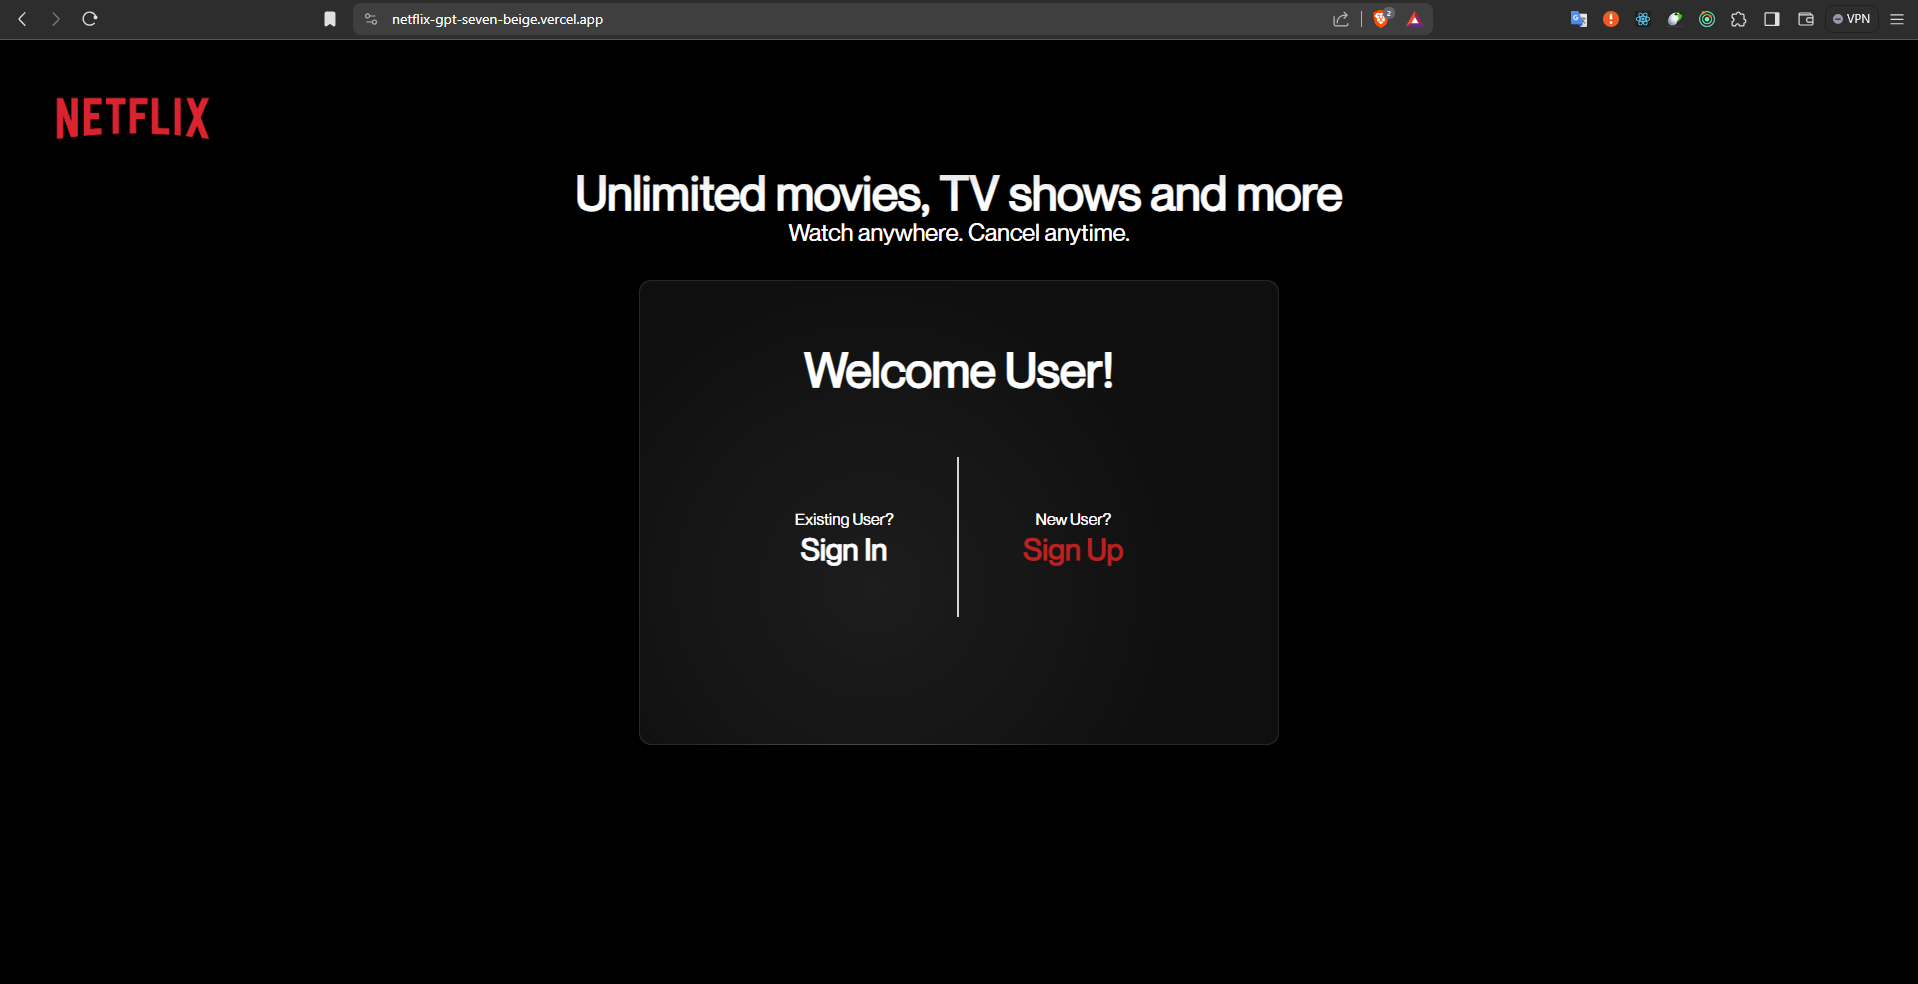 netflix-gpt-seven-beige.vercel.app
2
VPN
NETFLIX
Unlimited movies, TV shows and more
Watch anywhere. Cancel anytime.
Welcome User!
Existing User?
Sign In
New User?
Sign Up